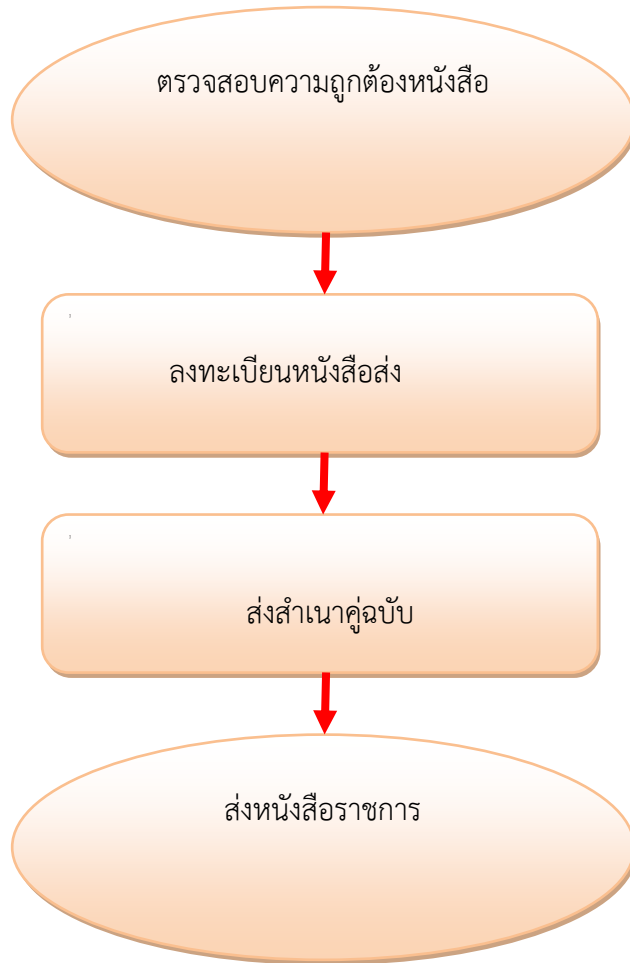 ตรวจสอบความถูกต้องหนังสือ
ลงทะเบียนหนังสือส่ง
ส่งสำเนาคู่ฉบับ
ส่งหนังสือราชการ